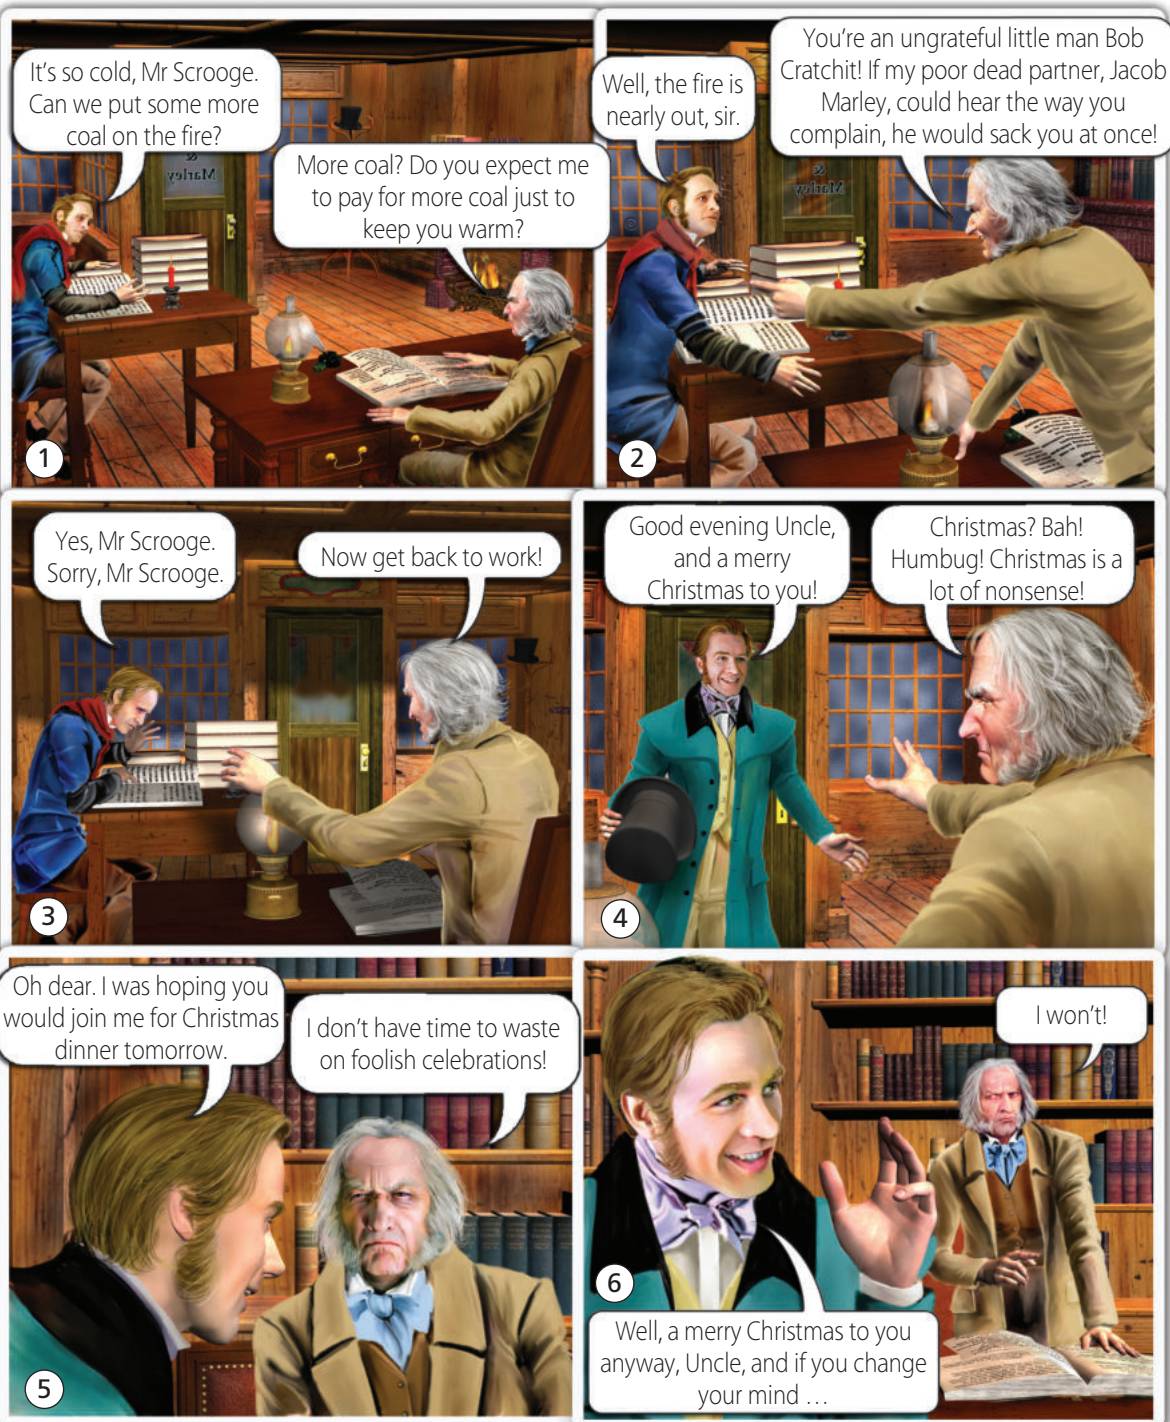 It's so cold, Mr Scrooge.
Can we put some more
coal on the fire?
More coal? Do you expect me
to pay for more coal just to
keep you warm?
&
Marley
1
Well, the fire is
nearly out, sir.
You're an ungrateful little man Bob
Cratchit! If my poor dead partner, Jacob
Marley, could hear the way you
complain, he would sack you at once!
&
Marley
2
Yes, Mr Scrooge.
Sorry, Mr Scrooge.
Now get back to work!
3
Good evening Uncle,
and a merry
Christmas to you!
Christmas? Bah!
Humbug! Christmas is a
lot of nonsense!
4
Oh dear. I was hoping you
would join me for Christmas
dinner tomorrow.
I don't have time to waste
on foolish celebrations!
5
I won't!
6
Well, a merry Christmas to you
anyway, Uncle, and if you change
your mind ...